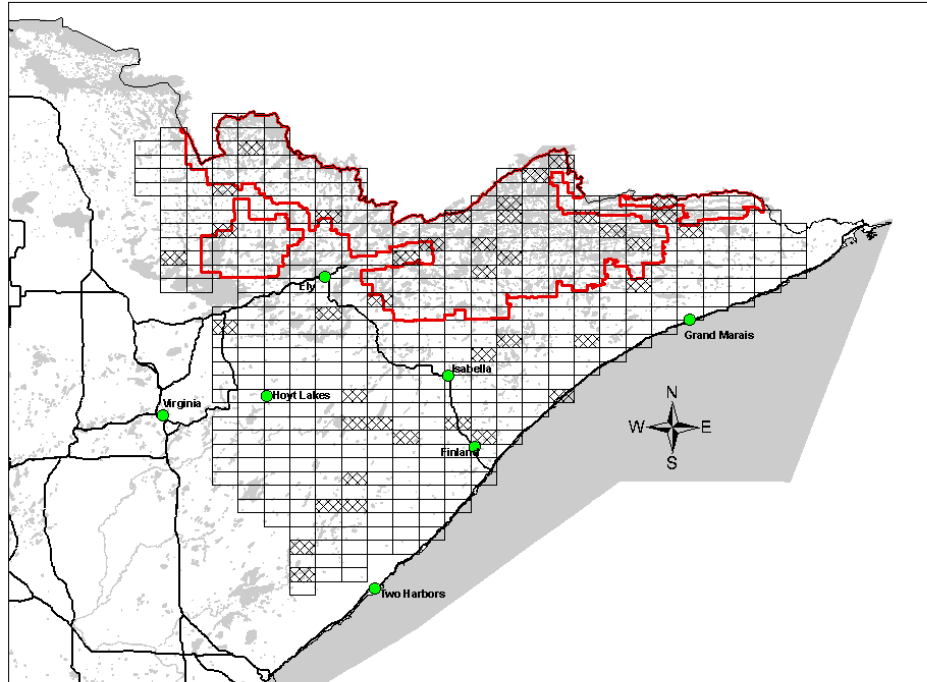 Ely
Grand Marais
Isabella
Hoyt Lakes
Virginia
N
W E
S
Finland
Two Harbors